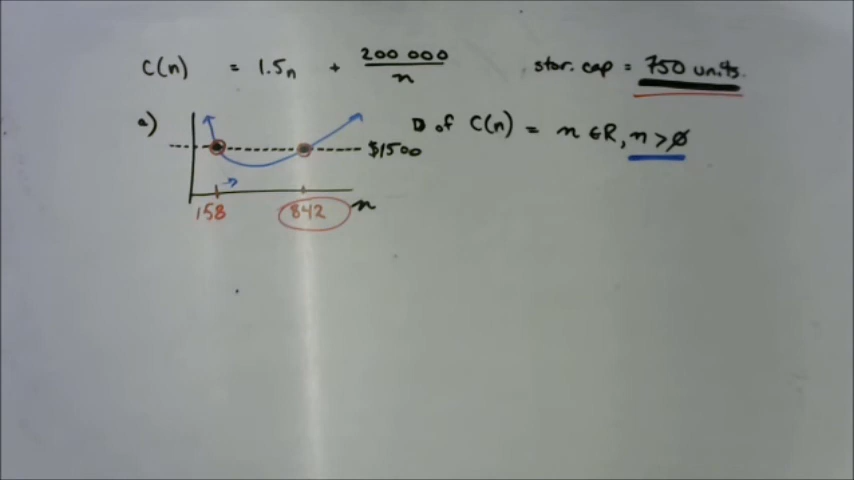 C(n) = 1.5n + 200 000 / n
stor. cap = 750 units.
a)
$1500
158
842
n
D of C(n) = n ∈ R, n > 0